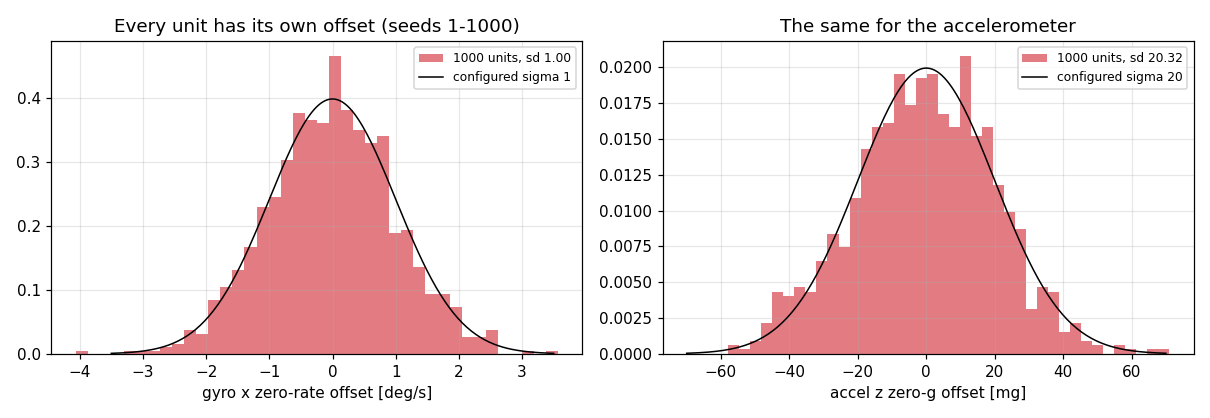 Every unit has its own offset (seeds 1-1000)
1000 units, sd 1.00
configured sigma 1
0.4
0.3
0.2
0.1
0.0
−4 −3 −2 −1 0 1 2 3
gyro x zero-rate offset [deg/s]
The same for the accelerometer
1000 units, sd 20.32
configured sigma 20
0.0200
0.0175
0.0150
0.0125
0.0100
0.0075
0.0050
0.0025
0.0000
−60 −40 −20 0 20 40 60
accel z zero-g offset [mg]